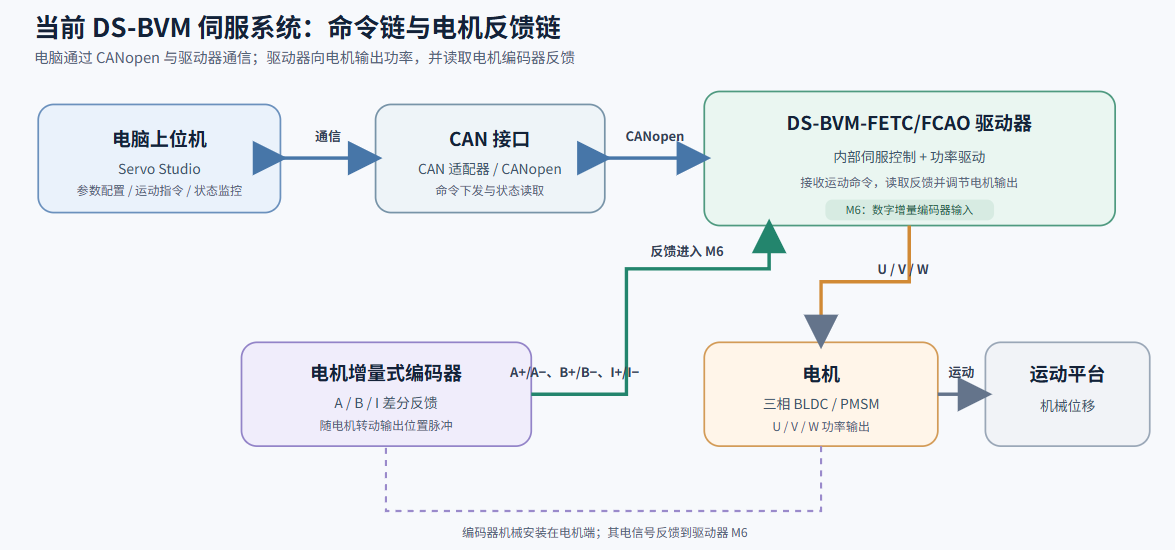 当前 DS-BVM 伺服系统：命令链与电机反馈链
电脑通过 CANopen 与驱动器通信；驱动器向电机输出功率，并读取电机编码器反馈
电脑上位机
Servo Studio
参数配置 / 运动指令 / 状态监控
通信
CAN 接口
CAN 适配器 / CANopen
命令下发与状态读取
CANopen
DS-BVM-FETC/FCAO 驱动器
内部伺服控制 + 功率驱动
接收运动命令，读取反馈并调节电机输出
M6：数字增量编码器输入
反馈进入 M6
U / V / W
电机增量式编码器
A / B / I 差分反馈
随电机转动输出位置脉冲
A+/A−、B+/B−、I+/I−
电机
三相 BLDC / PMSM
U / V / W 功率输出
运动
运动平台
机械位移
编码器机械安装在电机端；其电信号反馈到驱动器 M6